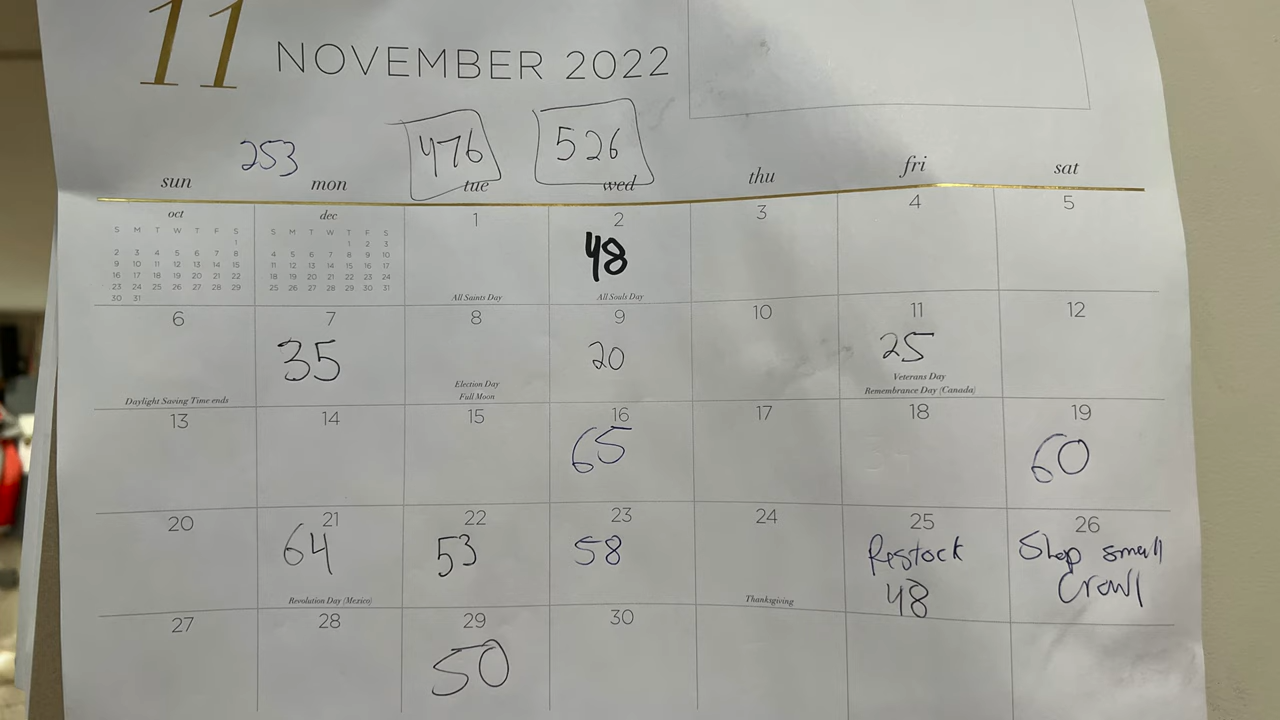 11 NOVEMBER 2022
253 476 526
sun mon tue wed thu fri sat
oct dec 1 2 3 4 5
S M T W T F S S M T W T F S
1 1 2 3
2 3 4 5 6 7 8 4 5 6 7 8 9 10
9 10 11 12 13 14 15 11 12 13 14 15 16 17
16 17 18 19 20 21 22 18 19 20 21 22 23 24
23 24 25 26 27 28 29 25 26 27 28 29 30 31
30 31
48
All Saints Day All Souls Day
6 7 8 9 10 11 12
35 20 25
Daylight Saving Time ends
Election Day
Full Moon
Veterans Day
Remembrance Day (Canada)
13 14 15 16 17 18 19
65 60
20 21 22 23 24 25 26
64 53 58
Restock
48
Shop small
Crawl
Revolution Day (Mexico) Thanksgiving
27 28 29 30
50